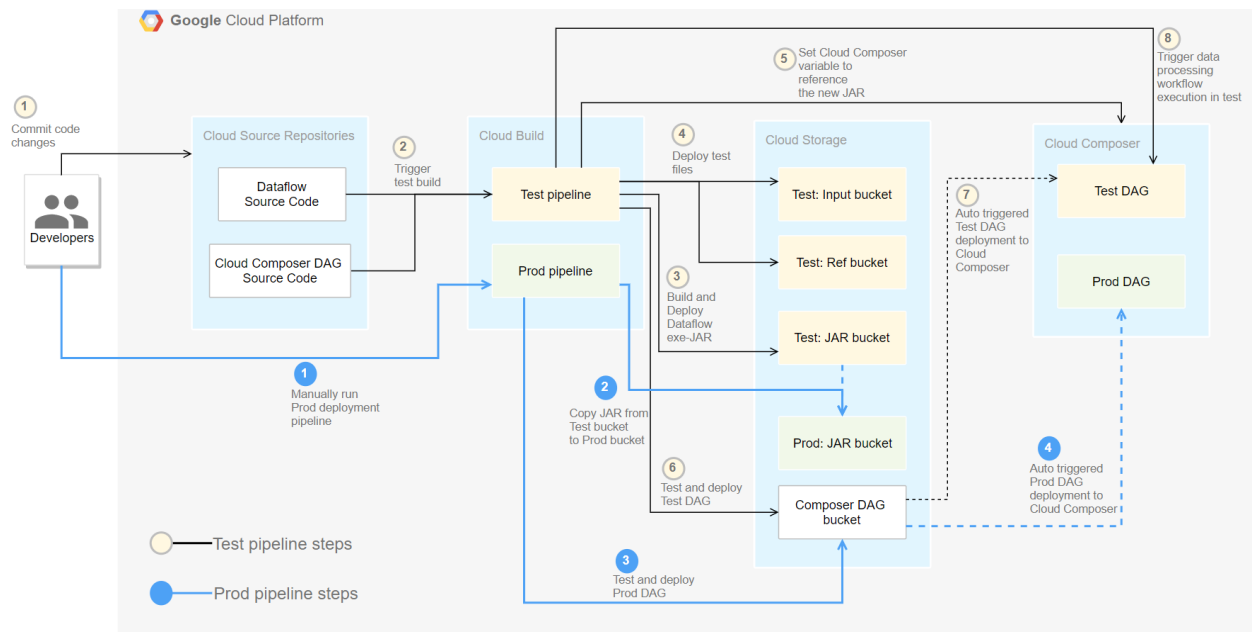 Google Cloud Platform
1
Commit code
changes
Developers
Cloud Source Repositories
Dataflow
Source Code
Cloud Composer DAG
Source Code
2
Trigger
test build
Cloud Build
Test pipeline
Prod pipeline
1
Manually run
Prod deployment
pipeline
4
Deploy test
files
3
Build and
Deploy
Dataflow
exe-JAR
2
Copy JAR from
Test bucket
to Prod bucket
6
Test and deploy
Test DAG
3
Test and deploy
Prod DAG
5
Set Cloud Composer
variable to
reference
the new JAR
Cloud Storage
Test: Input bucket
Test: Ref bucket
Test: JAR bucket
Prod: JAR bucket
Composer DAG
bucket
7
Auto triggered
Test DAG
deployment to
Cloud
Composer
8
Trigger data
processing
workflow
execution in test
Cloud Composer
Test DAG
Prod DAG
4
Auto triggered
Prod DAG
deployment to
Cloud Composer
Test pipeline steps
Prod pipeline steps